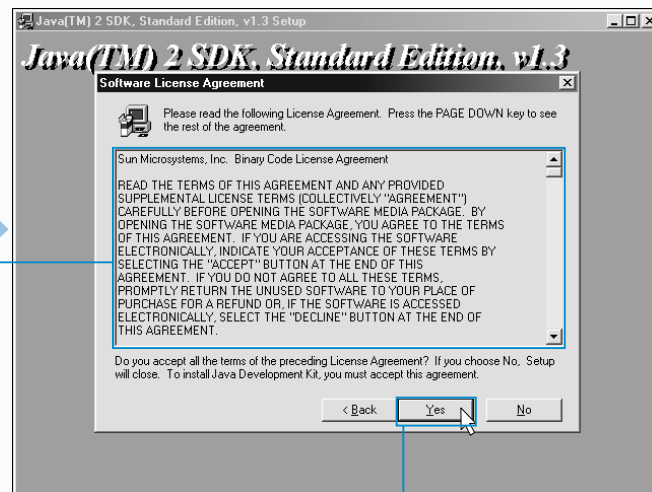 Java(TM) 2 SDK, Standard Edition, v1.3 Setup
Java(TM) 2 SDK, Standard Edition, v1.3
Software License Agreement
Please read the following License Agreement. Press the PAGE DOWN key to see
the rest of the agreement.
Sun Microsystems, Inc. Binary Code License Agreement
READ THE TERMS OF THIS AGREEMENT AND ANY PROVIDED
SUPPLEMENTAL LICENSE TERMS (COLLECTIVELY "AGREEMENT")
CAREFULLY BEFORE OPENING THE SOFTWARE MEDIA PACKAGE. BY
OPENING THE SOFTWARE MEDIA PACKAGE, YOU AGREE TO THE TERMS
OF THIS AGREEMENT. IF YOU ARE ACCESSING THE SOFTWARE
ELECTRONICALLY, INDICATE YOUR ACCEPTANCE OF THESE TERMS BY
SELECTING THE "ACCEPT" BUTTON AT THE END OF THIS
AGREEMENT. IF YOU DO NOT AGREE TO ALL THESE TERMS,
PROMPTLY RETURN THE UNUSED SOFTWARE TO YOUR PLACE OF
PURCHASE FOR A REFUND OR, IF THE SOFTWARE IS ACCESSED
ELECTRONICALLY, SELECT THE "DECLINE" BUTTON AT THE END OF
THIS AGREEMENT.
Do you accept all the terms of the preceding License Agreement? If you choose No, Setup
will close. To install Java Development Kit, you must accept this agreement.
< Back Yes No